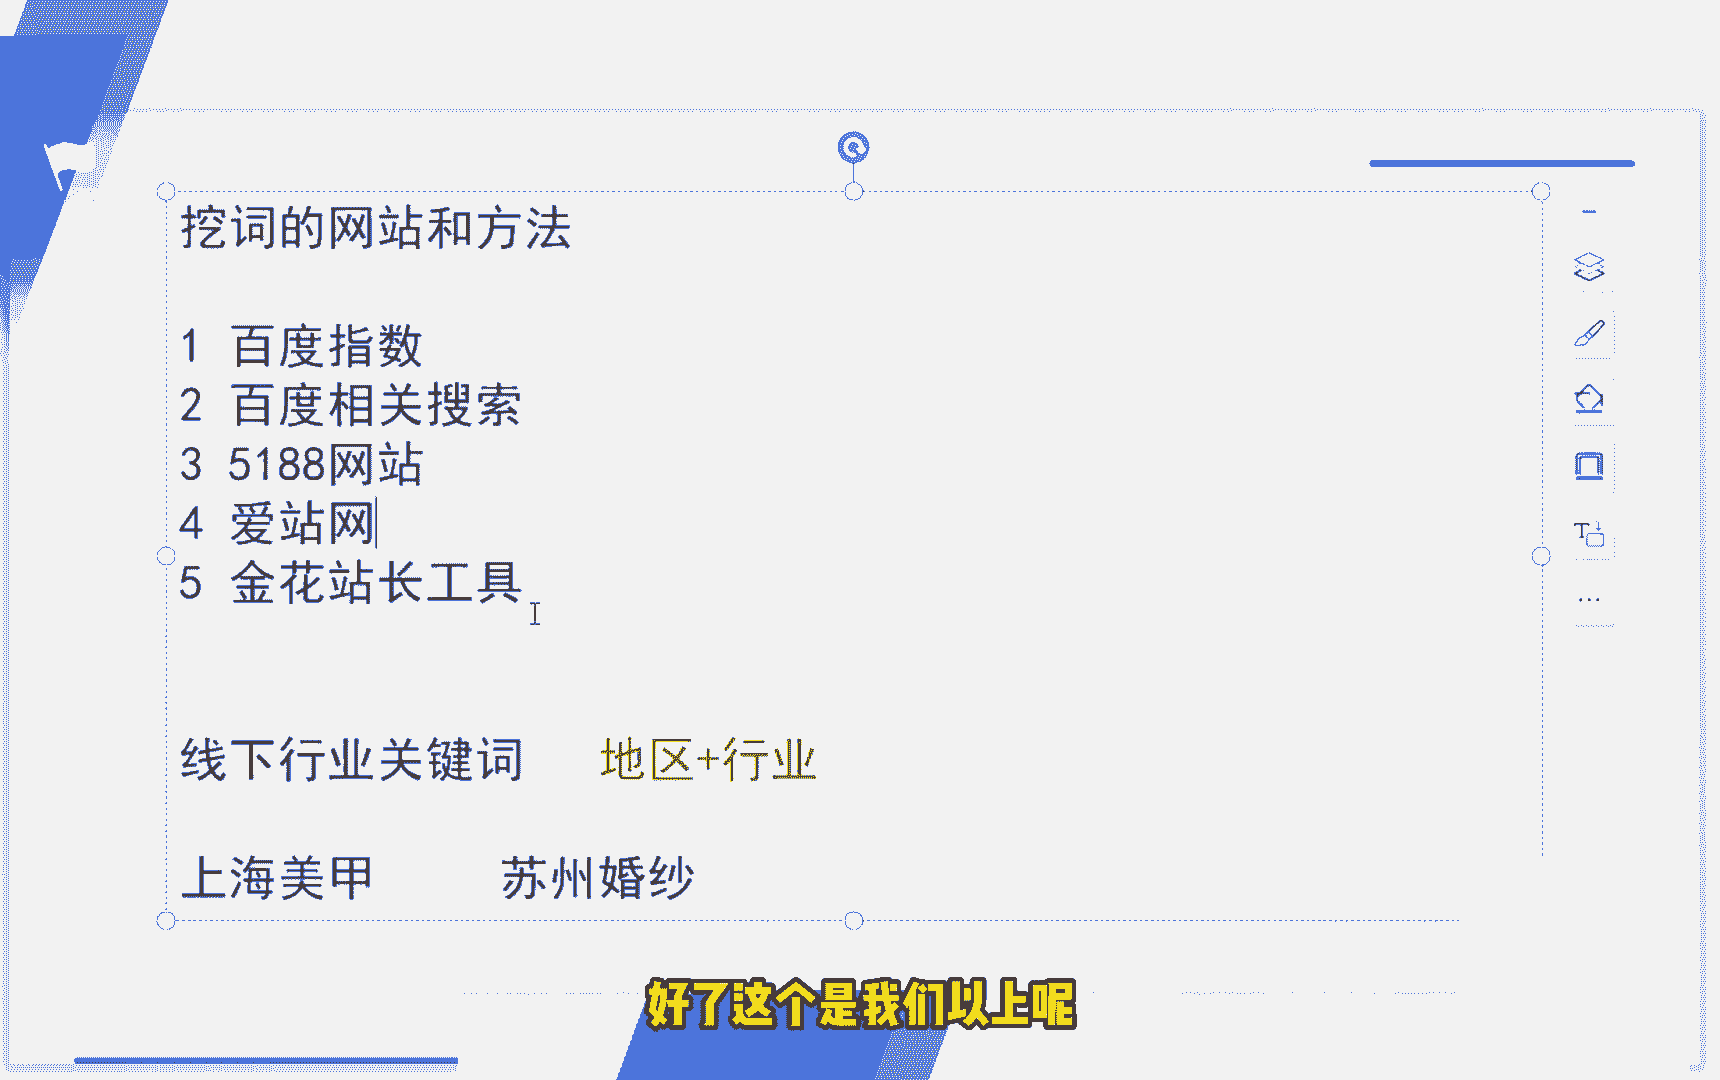 挖词的网站和方法
1 百度指数
2 百度相关搜索
3 5188网站
4 爱站网
5 金花站长工具
线下行业关键词 地区+行业
上海美甲 苏州婚纱
好了这个是我们以上呢